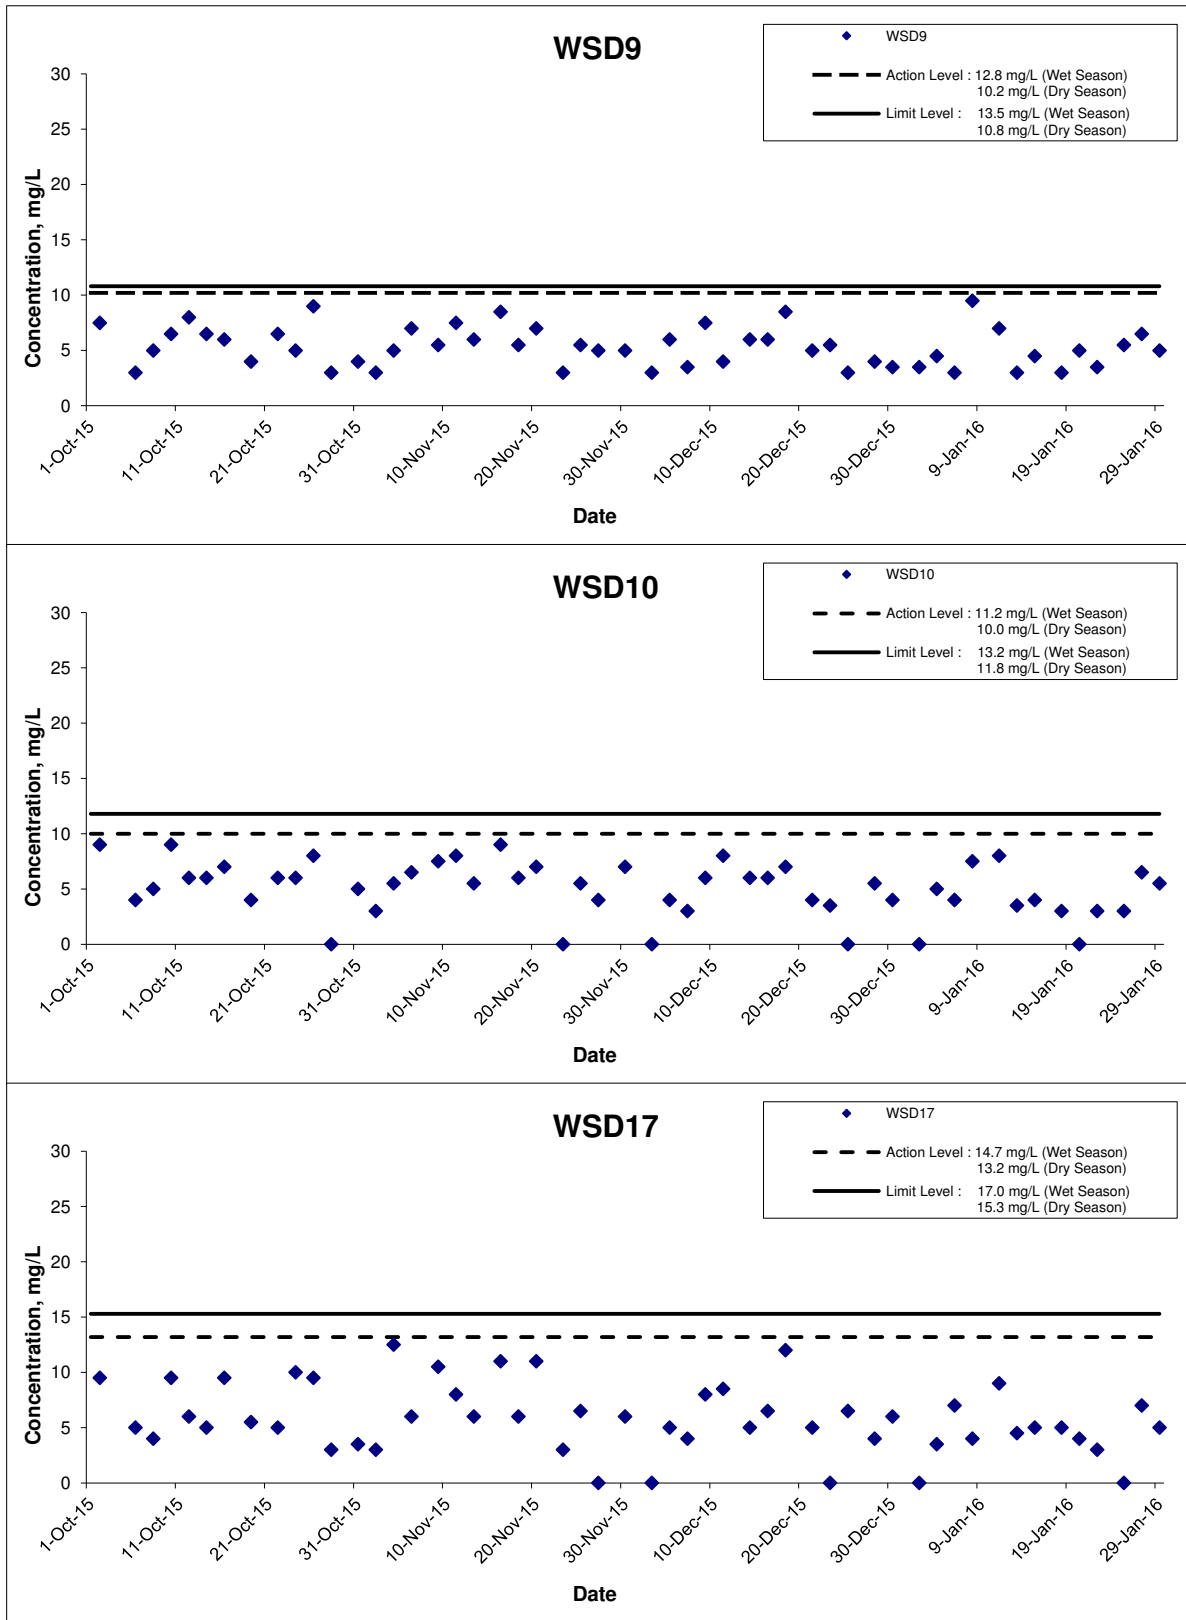 WSD9
WSD9
Action Level : 12.8 mg/L (Wet Season)
10.2 mg/L (Dry Season)
Limit Level : 13.5 mg/L (Wet Season)
10.8 mg/L (Dry Season)
Concentration, mg/L
30
25
20
15
10
5
0
1-Oct-15
11-Oct-15
21-Oct-15
31-Oct-15
10-Nov-15
20-Nov-15
30-Nov-15
10-Dec-15
20-Dec-15
30-Dec-15
9-Jan-16
19-Jan-16
29-Jan-16
Date
WSD10
WSD10
Action Level : 11.2 mg/L (Wet Season)
10.0 mg/L (Dry Season)
Limit Level : 13.2 mg/L (Wet Season)
11.8 mg/L (Dry Season)
Concentration, mg/L
30
25
20
15
10
5
0
1-Oct-15
11-Oct-15
21-Oct-15
31-Oct-15
10-Nov-15
20-Nov-15
30-Nov-15
10-Dec-15
20-Dec-15
30-Dec-15
9-Jan-16
19-Jan-16
29-Jan-16
Date
WSD17
WSD17
Action Level : 14.7 mg/L (Wet Season)
13.2 mg/L (Dry Season)
Limit Level : 17.0 mg/L (Wet Season)
15.3 mg/L (Dry Season)
Concentration, mg/L
30
25
20
15
10
5
0
1-Oct-15
11-Oct-15
21-Oct-15
31-Oct-15
10-Nov-15
20-Nov-15
30-Nov-15
10-Dec-15
20-Dec-15
30-Dec-15
9-Jan-16
19-Jan-16
29-Jan-16
Date